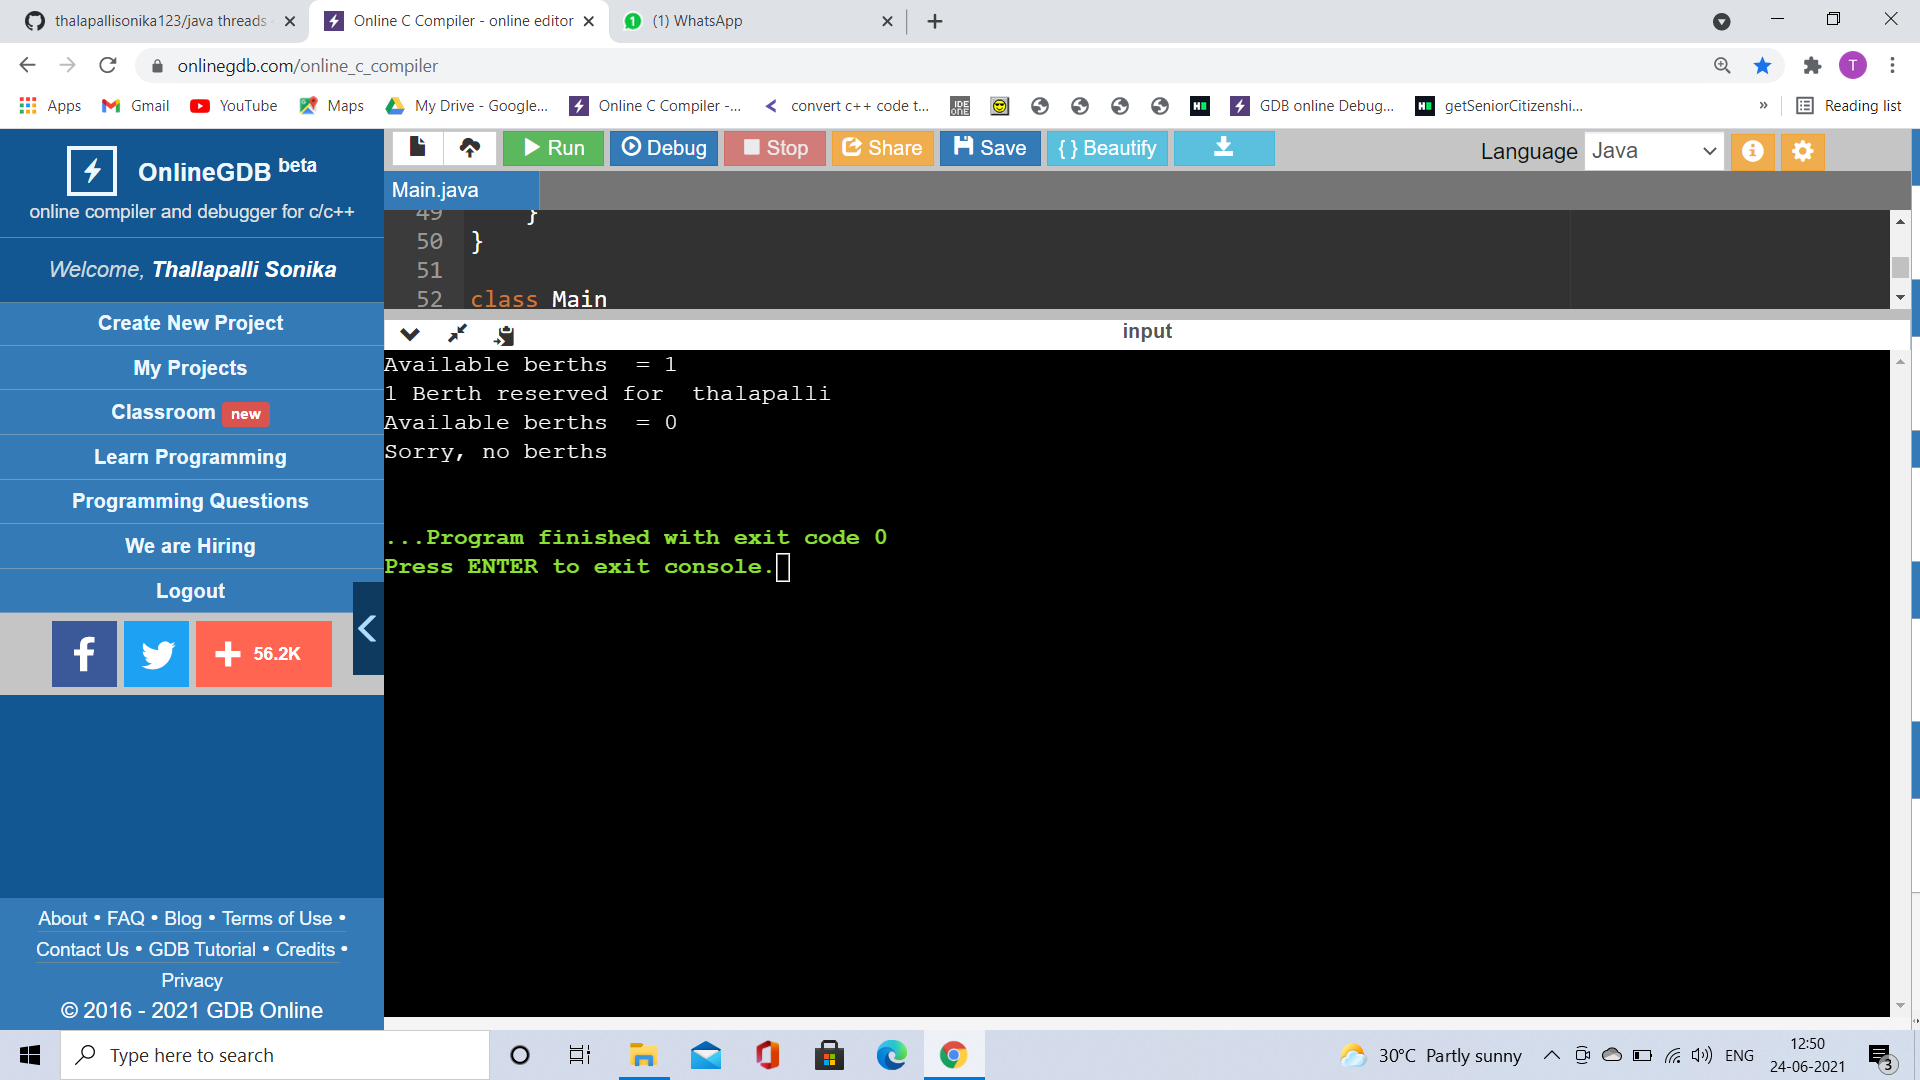 thalapallisonika123/java threads
Online C Compiler - online editor
(1) WhatsApp
onlinegdb.com/online_c_compiler
T
Apps
Gmail
YouTube
Maps
My Drive - Google...
Online C Compiler -...
convert c++ code t...
GDB online Debug...
getSeniorCitizenshi...
»
Reading list
OnlineGDB beta
online compiler and debugger for c/c++
Welcome, Thallapalli Sonika
Create New Project
My Projects
Classroom new
Learn Programming
Programming Questions
We are Hiring
Logout
f
+ 56.2K
About • FAQ • Blog • Terms of Use •
Contact Us • GDB Tutorial • Credits •
Privacy
© 2016 - 2021 GDB Online
Run
Debug
Stop
Share
Save
{ } Beautify
Language Java
Main.java
49 }
50 }
51
52 class Main
input
Available berths  = 1
1 Berth reserved for  thalapalli
Available berths  = 0
Sorry, no berths
...Program finished with exit code 0
Press ENTER to exit console.
Type here to search
30°C Partly sunny
ENG
12:50
24-06-2021
3